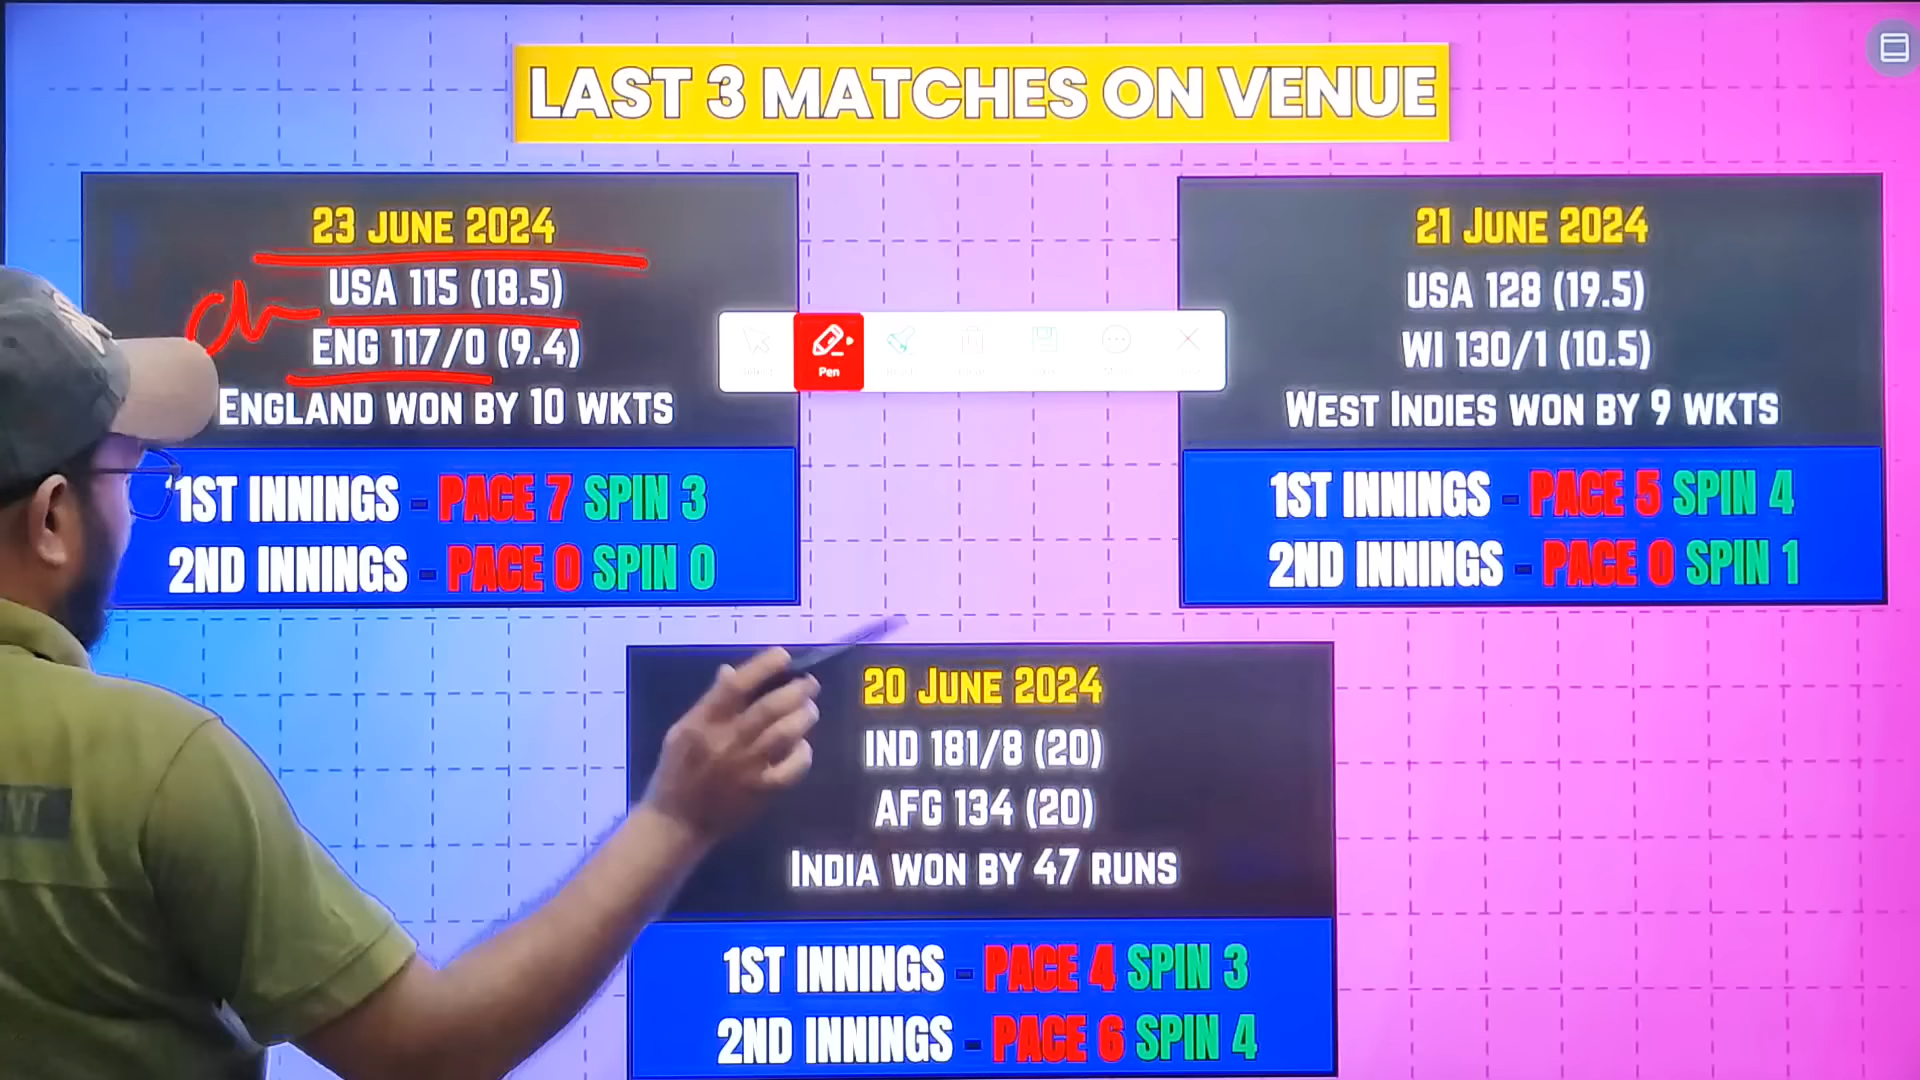 LAST 3 MATCHES ON VENUE
23 JUNE 2024
USA 115 (18.5)
ENG 117/0 (9.4)
ENGLAND WON BY 10 WKTS
1ST INNINGS - PACE 7 SPIN 3
2ND INNINGS - PACE 0 SPIN 0
Pen
21 JUNE 2024
USA 128 (19.5)
WI 130/1 (10.5)
WEST INDIES WON BY 9 WKTS
1ST INNINGS - PACE 5 SPIN 4
2ND INNINGS - PACE 0 SPIN 1
20 JUNE 2024
IND 181/8 (20)
AFG 134 (20)
INDIA WON BY 47 RUNS
1ST INNINGS - PACE 4 SPIN 3
2ND INNINGS - PACE 6 SPIN 4